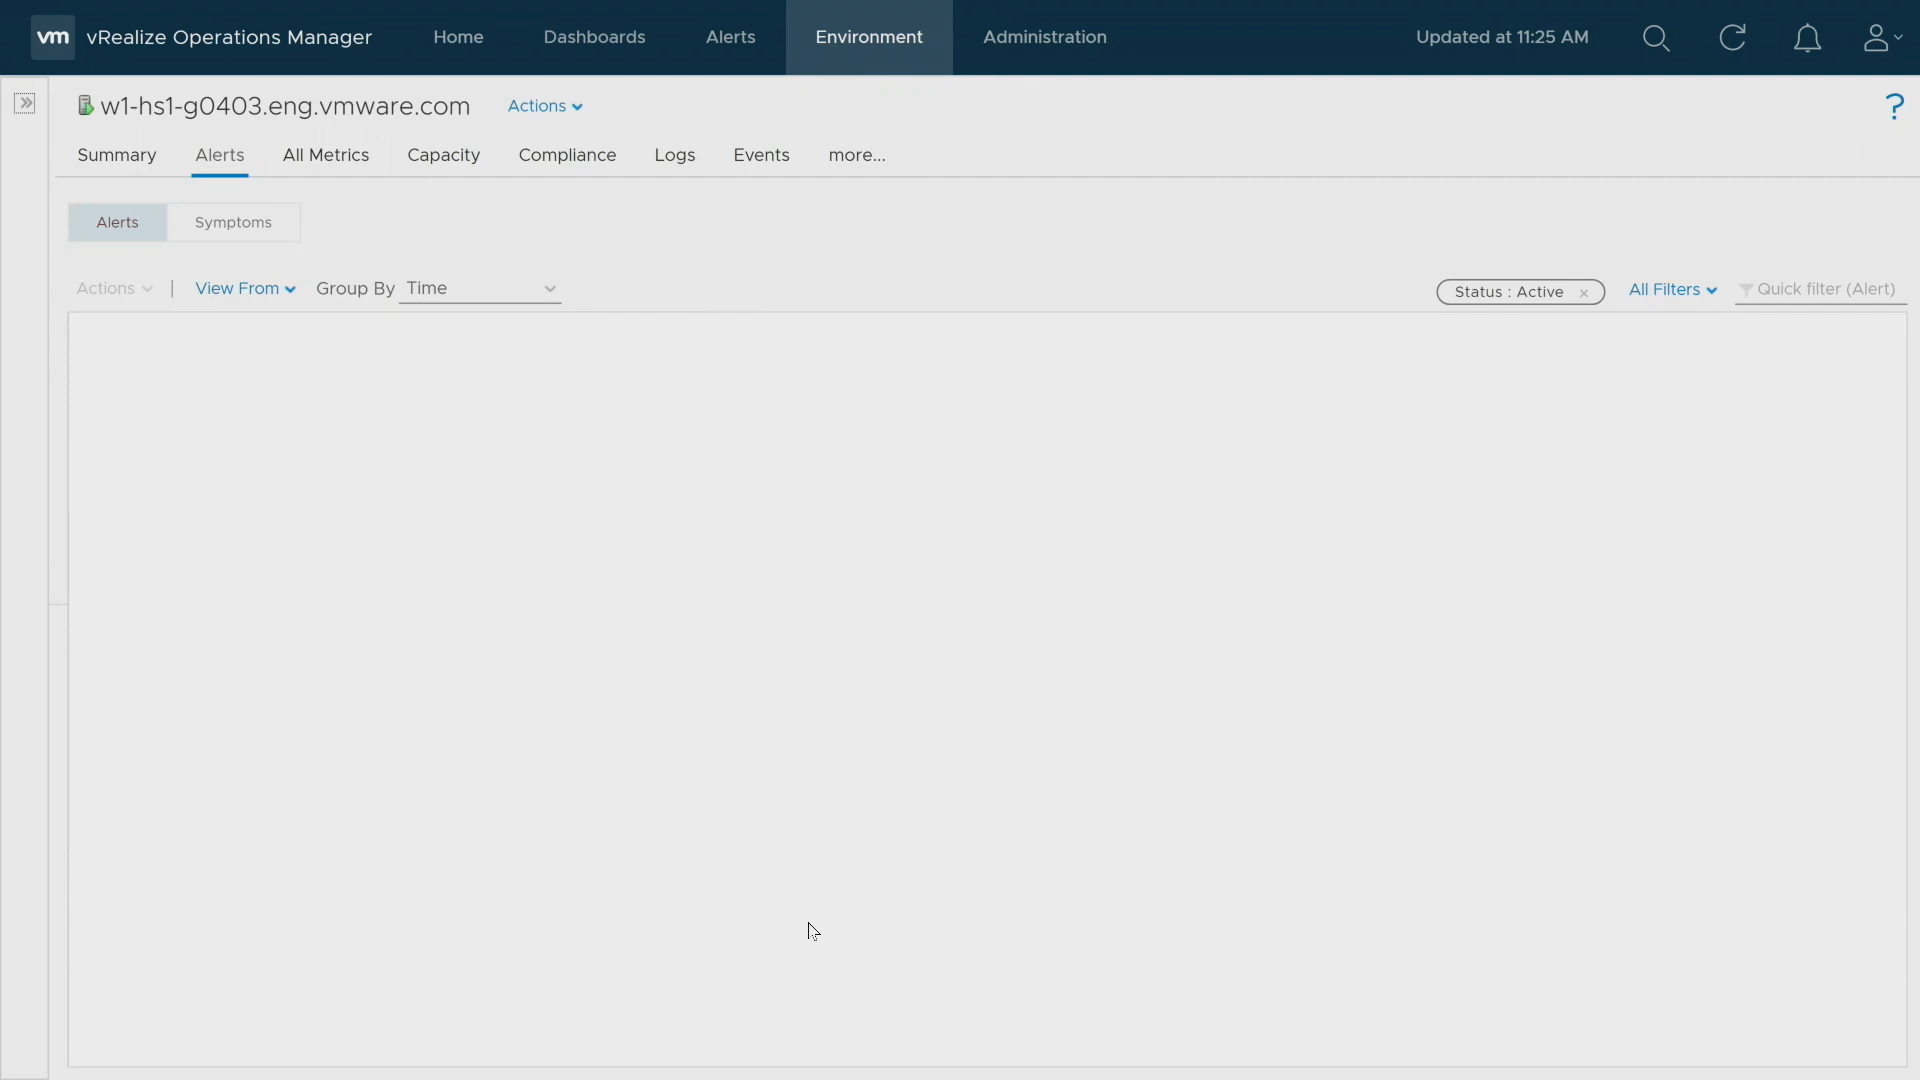 vm vRealize Operations Manager Home Dashboards Alerts Environment Administration Updated at 11:25 AM
w1-hs1-g0403.eng.vmware.com Actions ?
Summary Alerts All Metrics Capacity Compliance Logs Events more...
Alerts Symptoms
Actions | View From Group By Time Status : Active × All Filters Quick filter (Alert)